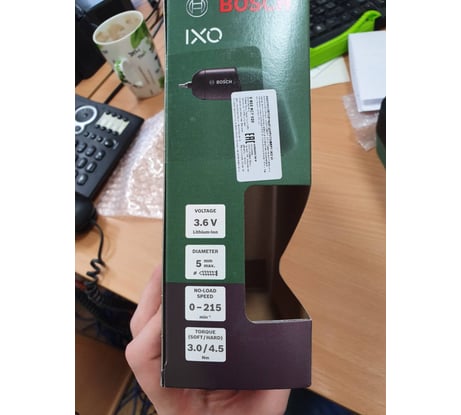 BOSCH
IXO
BOSCH
EAC
VOLTAGE
3.6 V
Lithium-Ion
DIAMETER
5 mm
max.
ø
NO-LOAD
SPEED
0 – 215
min⁻¹
TORQUE
(SOFT / HARD)
3.0 / 4.5
Nm